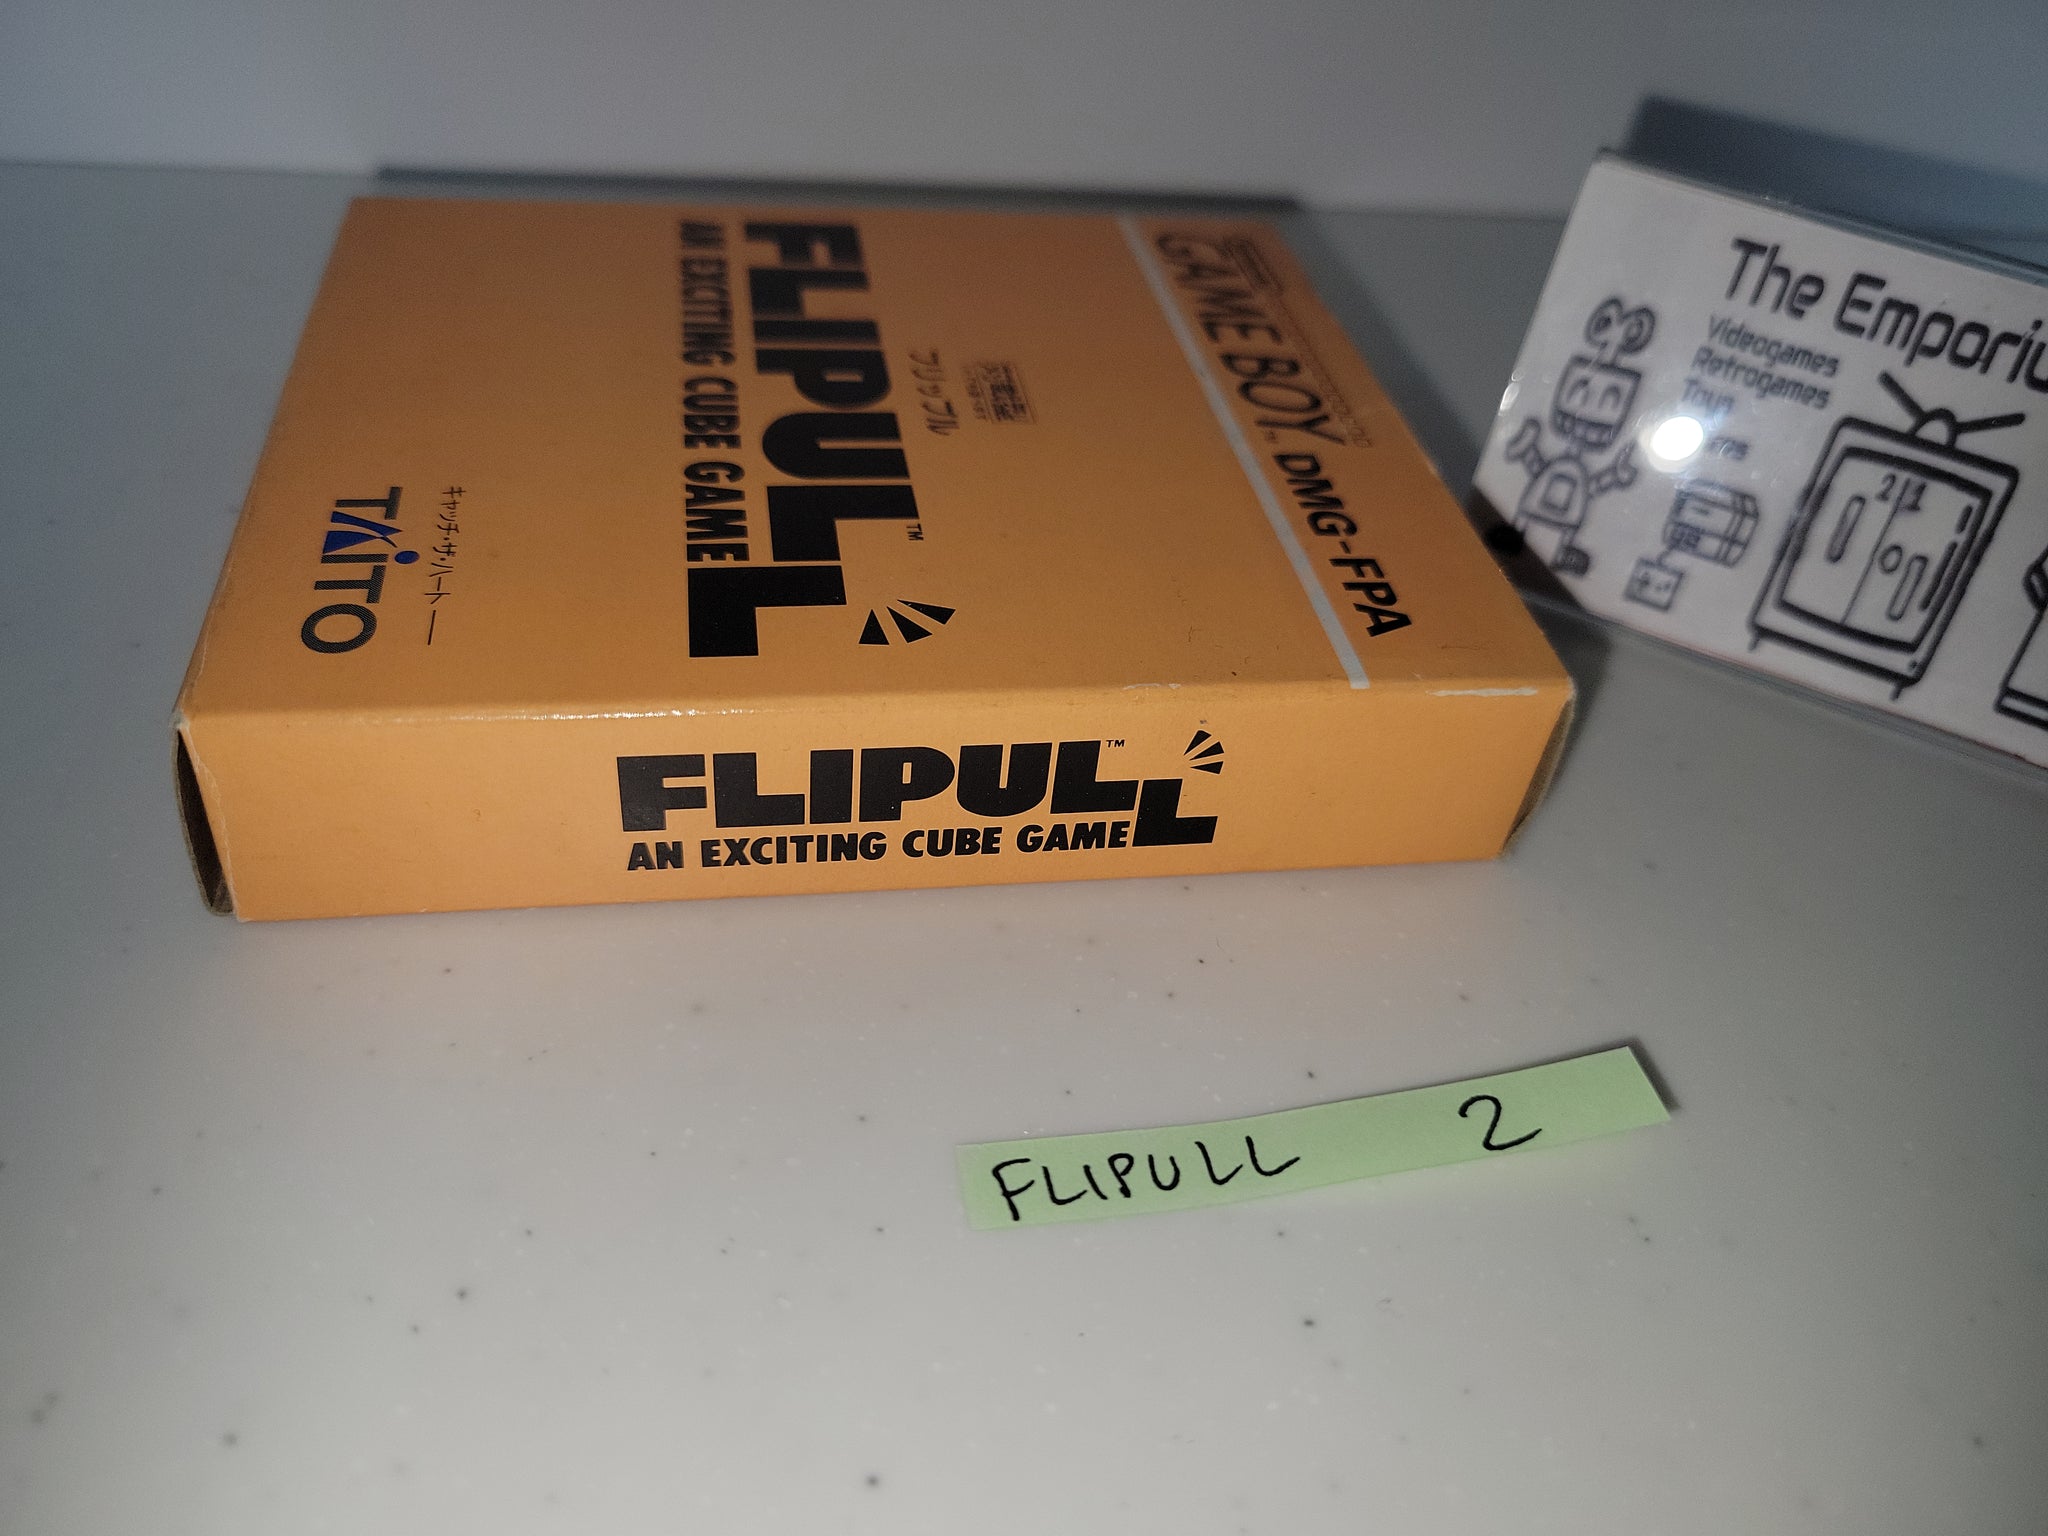 GAME BOY™ DMG-FPA
フリップル
FLIPULL™
AN EXCITING CUBE GAME
キャッチ・ザ・ハート
TAITO
FLIPULL™
AN EXCITING CUBE GAME
The Emporiu
Videogames
Retrogames
Toys
FLIPULL 2